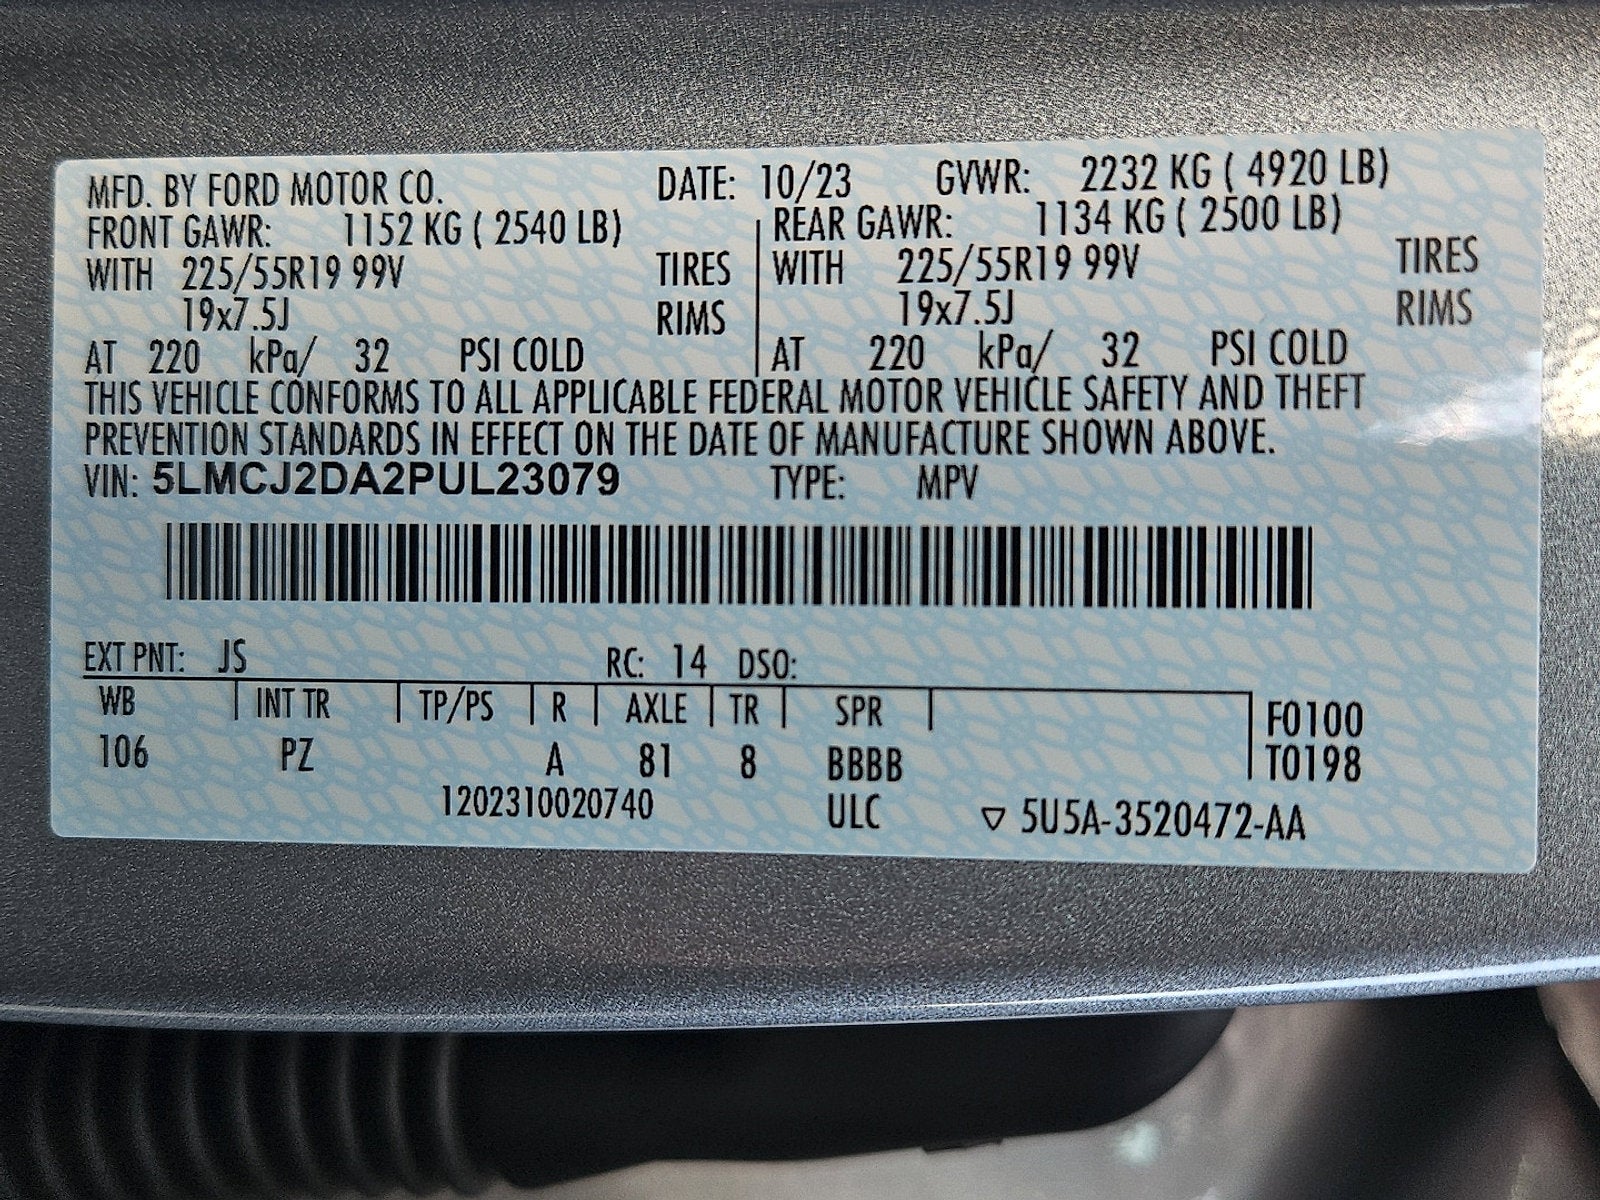 MFD. BY FORD MOTOR CO. DATE: 10/23 GVWR: 2232 KG ( 4920 LB)
FRONT GAWR: 1152 KG ( 2540 LB) REAR GAWR: 1134 KG ( 2500 LB)
WITH 225/55R19 99V TIRES WITH 225/55R19 99V TIRES
19x7.5J RIMS 19x7.5J RIMS
AT 220 kPa/ 32 PSI COLD AT 220 kPa/ 32 PSI COLD
THIS VEHICLE CONFORMS TO ALL APPLICABLE FEDERAL MOTOR VEHICLE SAFETY AND THEFT
PREVENTION STANDARDS IN EFFECT ON THE DATE OF MANUFACTURE SHOWN ABOVE.
VIN: 5LMCJ2DA2PUL23079 TYPE: MPV
EXT PNT: JS RC: 14 DSO:
WB INT TR TP/PS R AXLE TR SPR F0100
106 PZ A 81 8 BBBB T0198
1202310020740 ULC ▽ 5U5A-3520472-AA